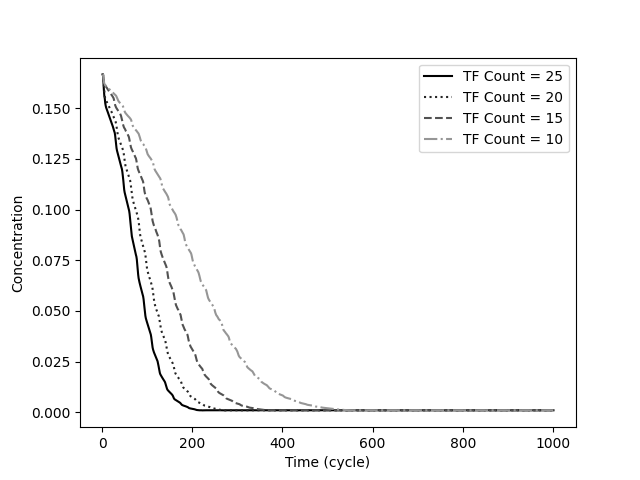 TF Count = 25
TF Count = 20
TF Count = 15
TF Count = 10
Concentration
0.150
0.125
0.100
0.075
0.050
0.025
0.000
0 200 400 600 800 1000
Time (cycle)